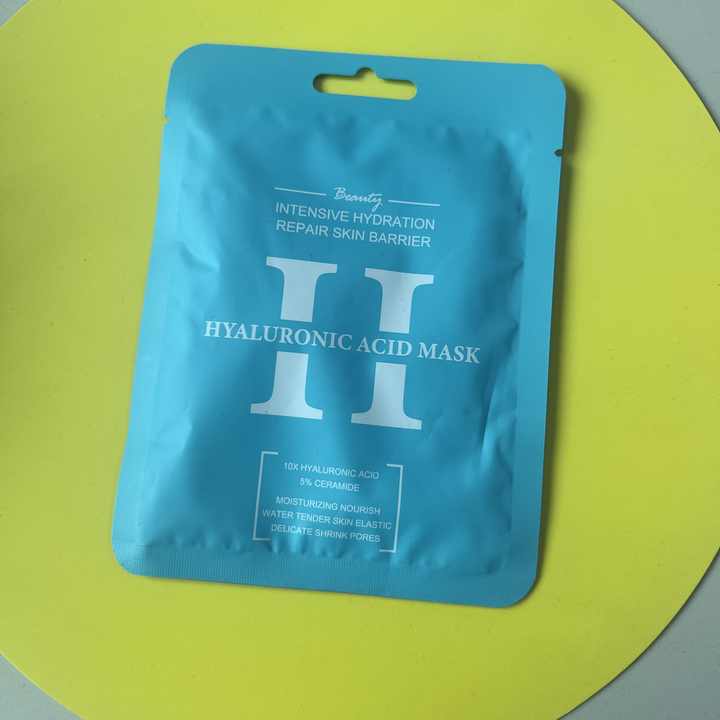 Beauty
INTENSIVE HYDRATION
REPAIR SKIN BARRIER
H
HYALURONIC ACID MASK
10X HYALURONIC ACID
5% CERAMIDE
MOISTURIZING NOURISH
WATER TENDER SKIN ELASTIC
DELICATE SHRINK PORES